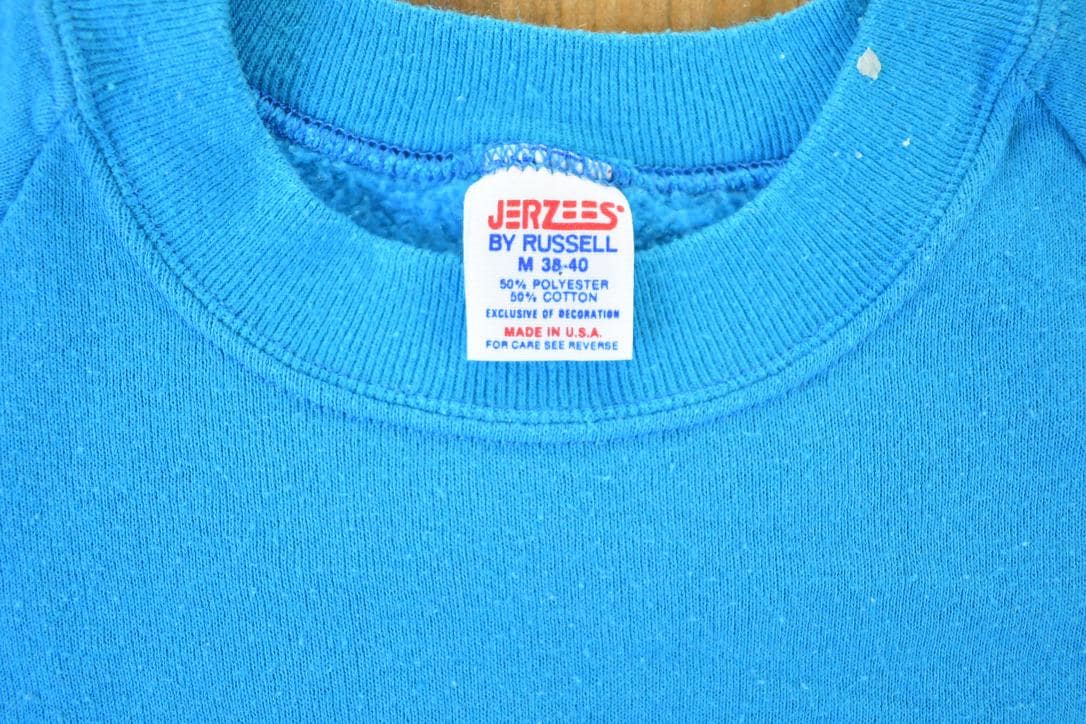 JERZEES
BY RUSSELL
M 38-40
50% POLYESTER
50% COTTON
EXCLUSIVE OF DECORATION
MADE IN U.S.A.
FOR CARE SEE REVERSE